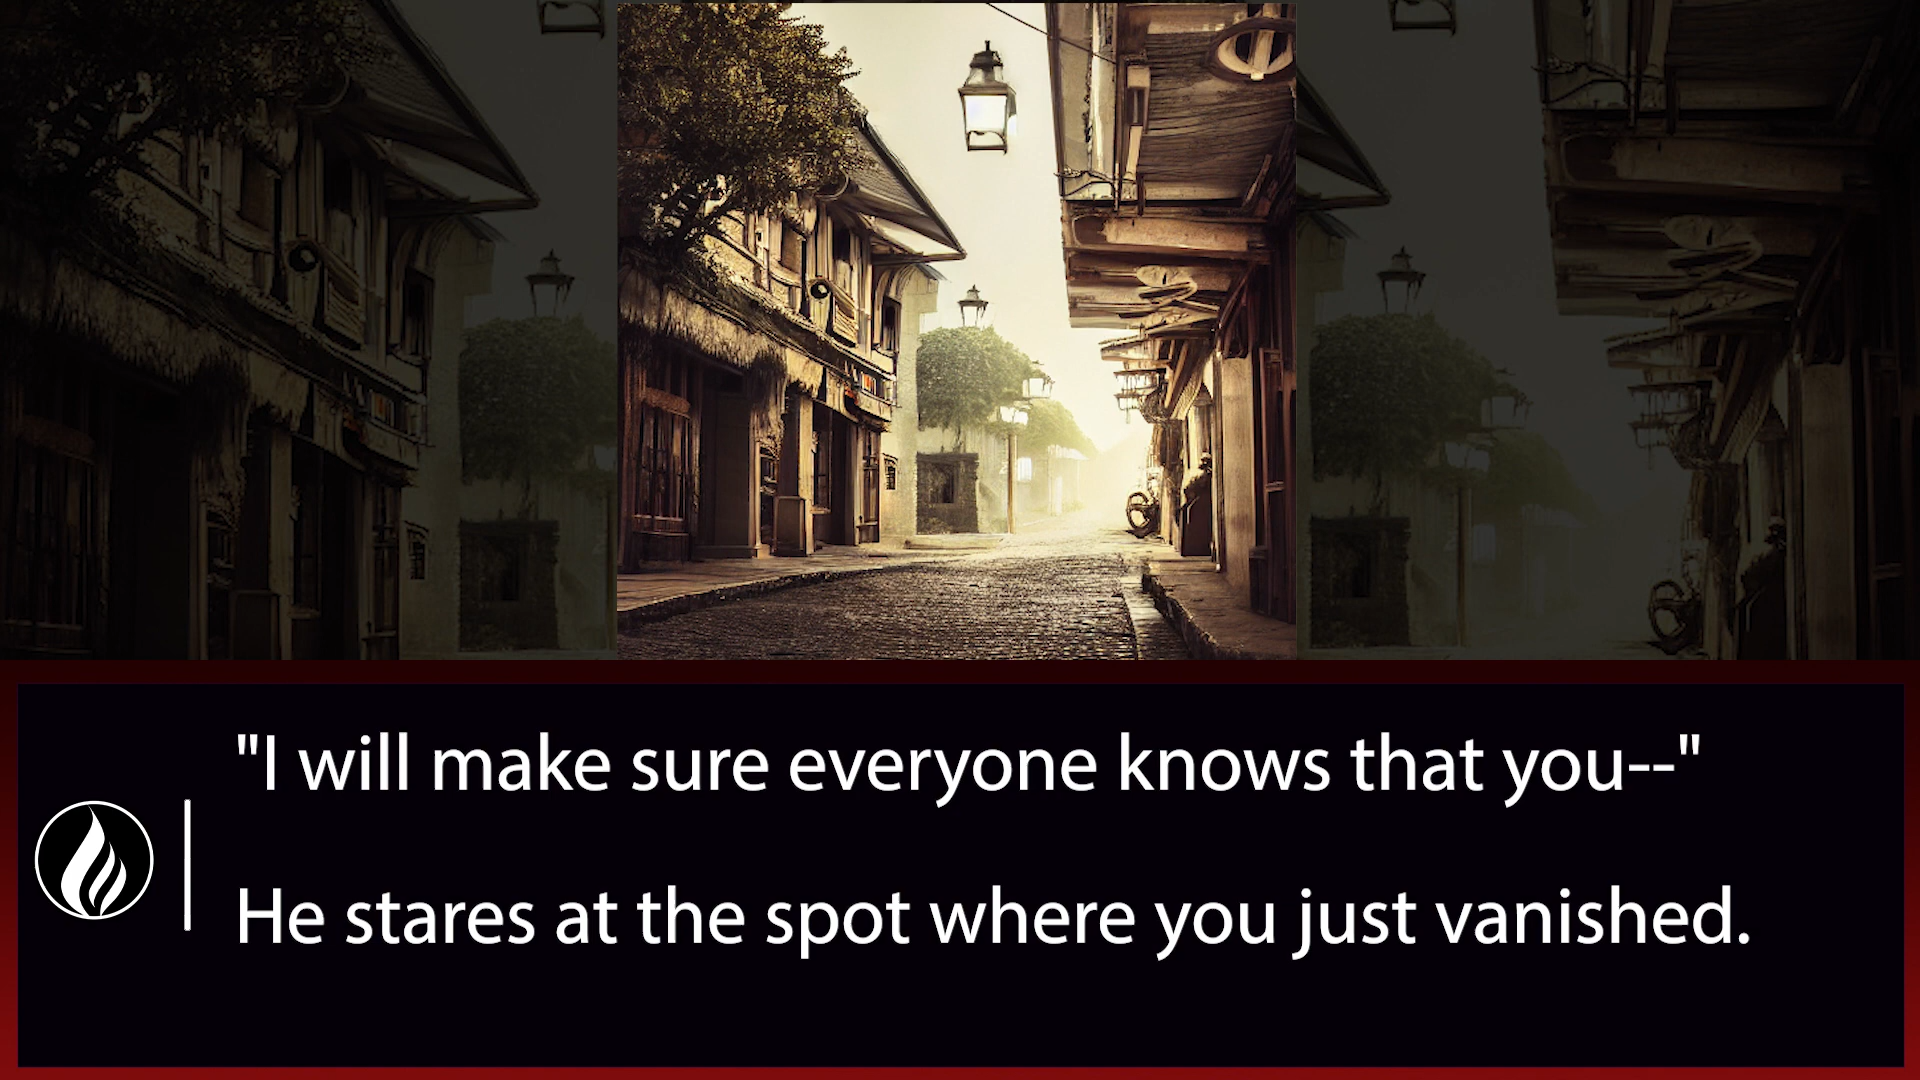 "I will make sure everyone knows that you--"
He stares at the spot where you just vanished.